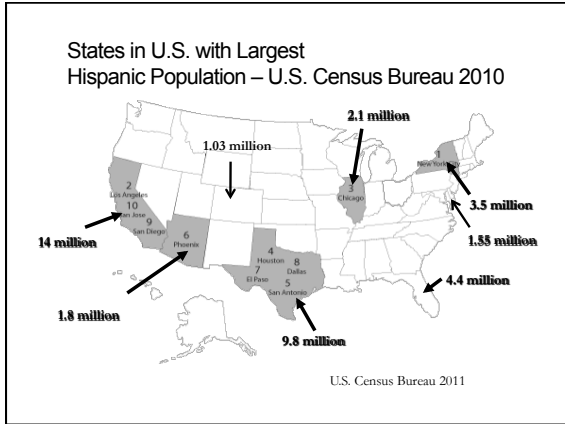 States in U.S. with Largest
Hispanic Population – U.S. Census Bureau 2010
2.1 million
1.03 million
1
New York City
3
Chicago
2
Los Angeles
10
San Jose
9
San Diego
3.5 million
14 million
6
Phoenix
4
Houston
8
Dallas
1.55 million
7
El Paso
5
San Antonio
4.4 million
1.8 million
9.8 million
U.S. Census Bureau 2011